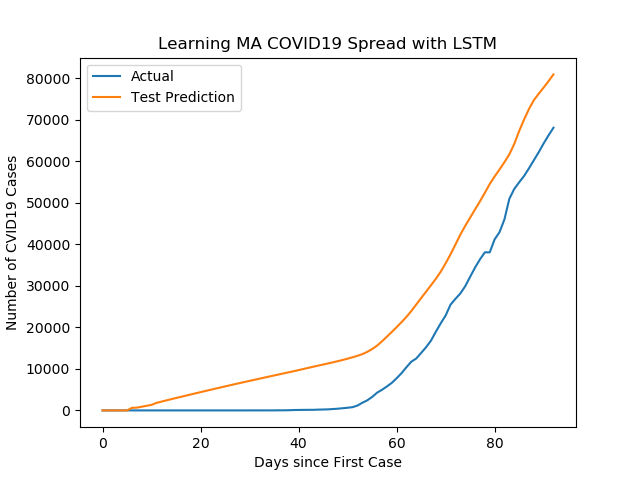 Learning MA COVID19 Spread with LSTM
Actual
Test Prediction
Number of CVID19 Cases
80000
70000
60000
50000
40000
30000
20000
10000
0
0 20 40 60 80
Days since First Case